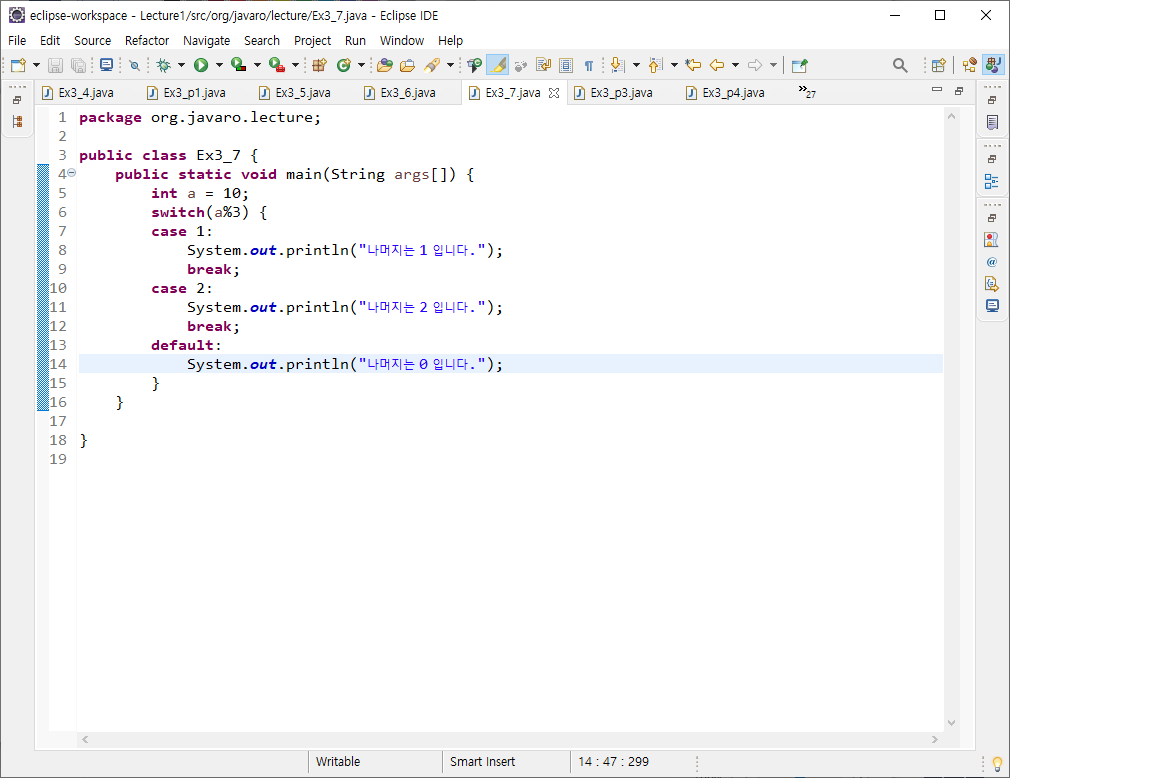 eclipse-workspace - Lecture1/src/org/javaro/lecture/Ex3_7.java - Eclipse IDE
File Edit Source Refactor Navigate Search Project Run Window Help
Ex3_4.java Ex3_p1.java Ex3_5.java Ex3_6.java Ex3_7.java Ex3_p3.java Ex3_p4.java »27
1 package org.javaro.lecture;
2
3 public class Ex3_7 {
4 public static void main(String args[]) {
5 int a = 10;
6 switch(a%3) {
7 case 1:
8 System.out.println("나머지는 1 입니다.");
9 break;
10 case 2:
11 System.out.println("나머지는 2 입니다.");
12 break;
13 default:
14 System.out.println("나머지는 0 입니다.");
15 }
16 }
17
18 }
19
Writable Smart Insert 14 : 47 : 299